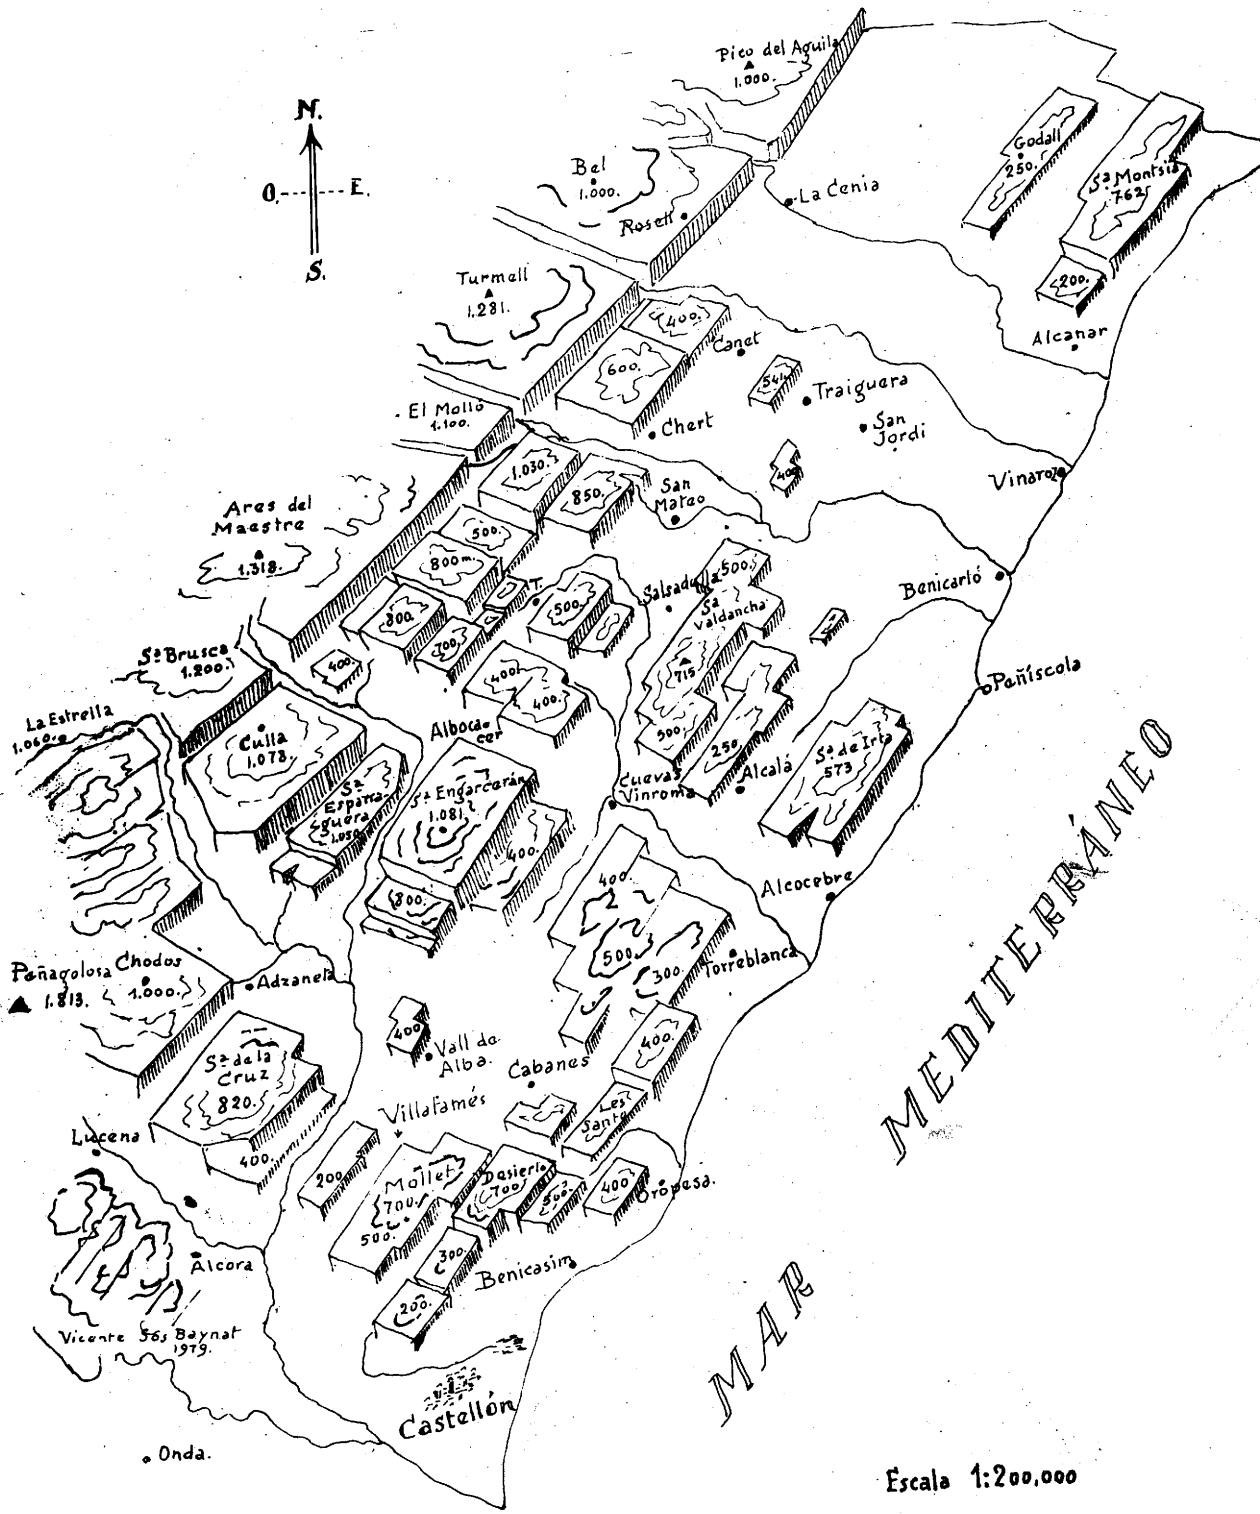 Pico del Aguila
1.000.
N.
O. E.
S.
Godall
250.
Sª Montsiá
762
Bel
1.000.
La Cenia
Rosell
200.
Turmell
1.281.
Alcanar
400.
Canet
600.
541
Traiguera
El Molló
1.100.
Chert
San
Jordi
1.030.
400
Vinaroz
850.
San
Mateo
Ares del
Maestre
1.318.
500.
800 m.
500.
Benicarló
T.
Salsadella
500.
Sª
Valdancha
800.
700
715
Sª Brusca
1.200.
400.
400
400.
Peñíscola
La Estrella
1.060.
Culla
1.078.
Albocacer
500.
250
Sª de Irta
573
Sª
Esparraguera
1.050
Sª Engarcerán
1.081
Cuevas
Vinromá
Alcalá
400.
400.
Alcocebre
800.
500
300.
Torreblanca
Peñagolosa
1.813.
Chodos
1.000.
Adzaneta
400
Vall de
Alba.
400.
Sª de la
Cruz
820.
Cabanes
Les
Santes
Villafamés
Lucena
400.
200
Mollet
700.
500.
Desierto
700
500
400
Oropesa.
Alcora
300.
Benicasim
200.
Vicente Sos Baynat
1979.
Castellón
Onda.
MAR MEDITERRÁNEO
Escala 1:200,000